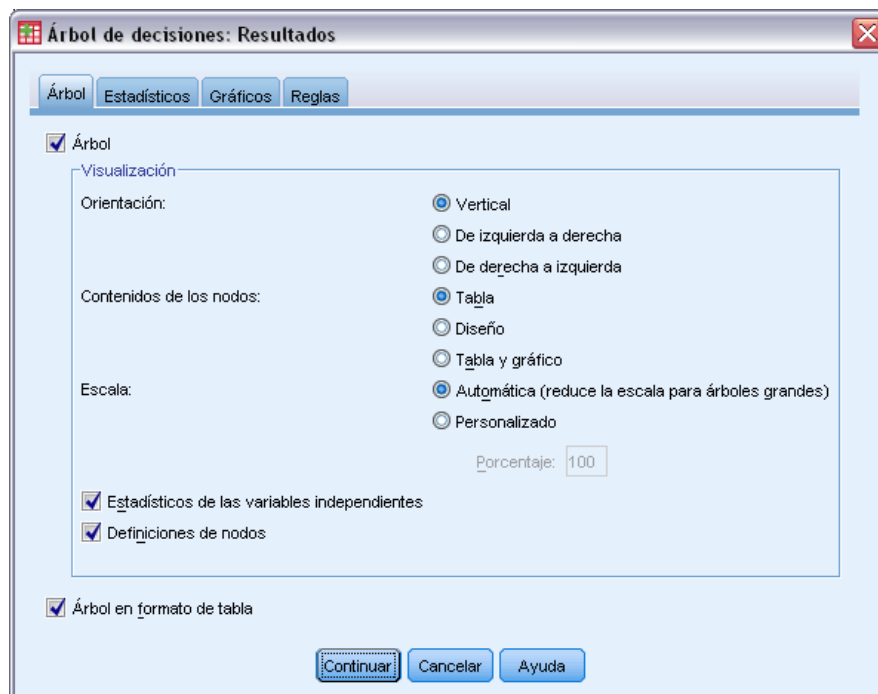 Árbol de decisiones: Resultados
Árbol Estadísticos Gráficos Reglas
Árbol
Visualización
Orientación: Vertical
De izquierda a derecha
De derecha a izquierda
Contenidos de los nodos: Tabla
Diseño
Tabla y gráfico
Escala: Automática (reduce la escala para árboles grandes)
Personalizado
Porcentaje: 100
Estadísticos de las variables independientes
Definiciones de nodos
Árbol en formato de tabla
Continuar Cancelar Ayuda